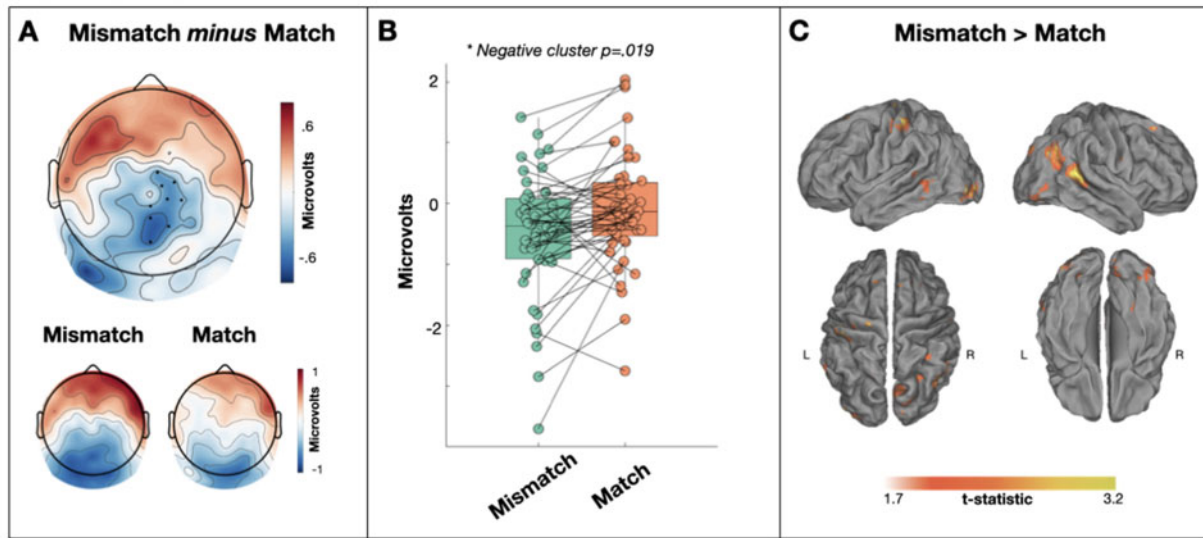 A
Mismatch minus Match
.6
Microvolts
-.6
Mismatch
Match
1
Microvolts
-1
B
* Negative cluster p=.019
2
0
-2
Microvolts
Mismatch
Match
C
Mismatch > Match
L
R
L
R
1.7
t-statistic
3.2